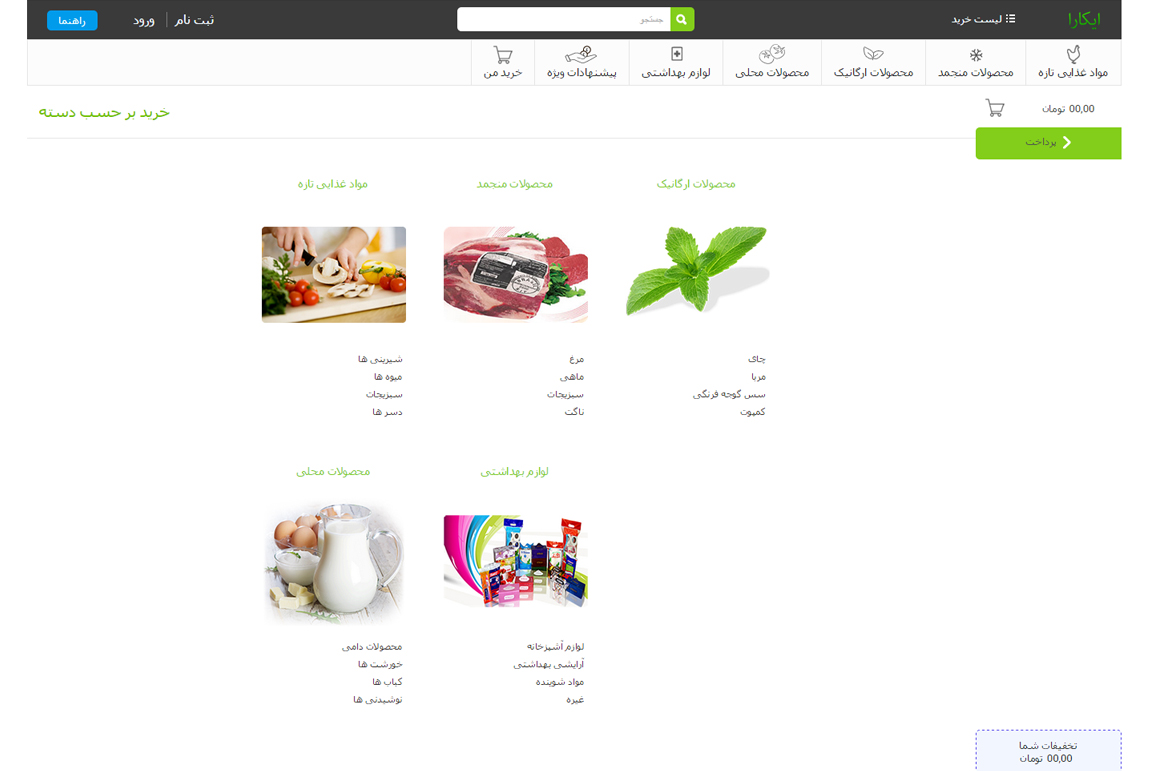 ایکارا
لیست خرید
جستجو
ثبت نام
ورود
راهنما
مواد غذایی تازه
محصولات منجمد
محصولات ارگانیک
محصولات محلی
لوازم بهداشتی
پیشنهادات ویژه
خرید من
00,00 تومان
خرید بر حسب دسته
پرداخت
محصولات ارگانیک
محصولات منجمد
مواد غذایی تازه
چای
مربا
سس گوجه فرنگی
کمپوت
مرغ
ماهی
سبزیجات
ناگت
شیرینی ها
میوه ها
سبزیجات
دسر ها
لوازم بهداشتی
محصولات محلی
لوازم آشپزخانه
آرایشی بهداشتی
مواد شوینده
غیره
محصولات دامی
خورشت ها
کباب ها
نوشیدنی ها
تخفیفات شما
00,00 تومان